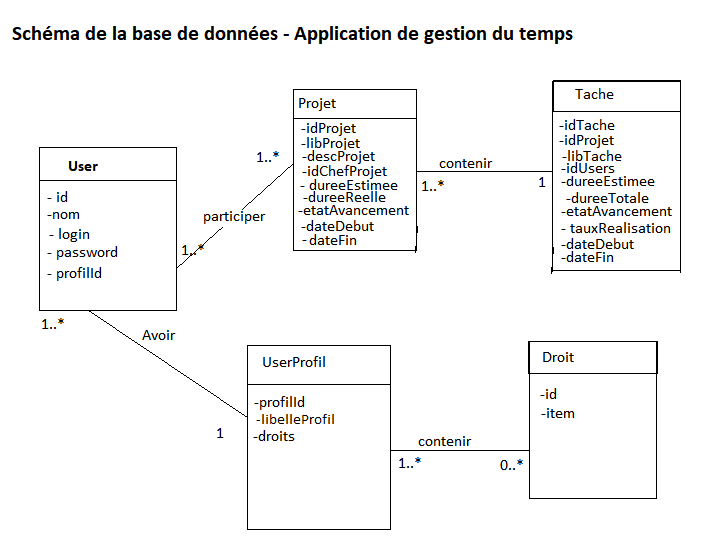 Schéma de la base de données - Application de gestion du temps
Projet
-idProjet
-libProjet
-descProjet
-idChefProjet
- dureeEstimee
-dureeReelle
-etatAvancement
-dateDebut
- dateFin
Tache
-idTache
-idProjet
-libTache
-idUsers
-dureeEstimee
-dureeTotale
-etatAvancement
- tauxRealisation
-dateDebut
-dateFin
contenir
1..*
1
User
- id
-nom
- login
- password
- profilId
1..*
participer
1..*
1..*
Avoir
1
UserProfil
-profilId
-libelleProfil
-droits
contenir
1..*
0..*
Droit
-id
-item